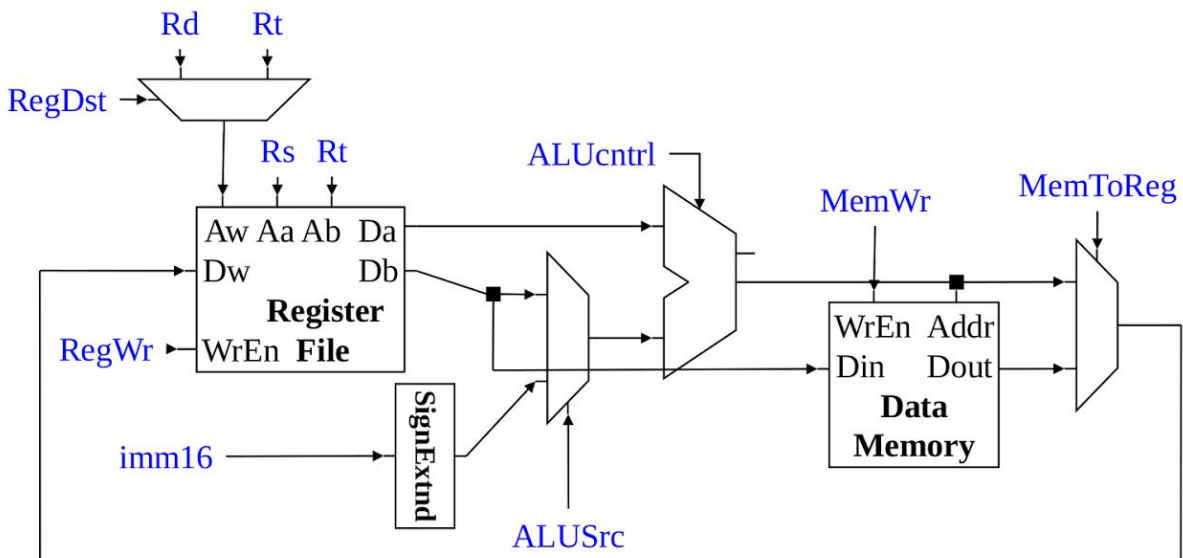 Rd Rt
RegDst
Rs Rt
ALUcntrl
MemWr
MemToReg
Aw Aa Ab Da
Dw Db
Register
File
RegWr
WrEn
WrEn Addr
Din Dout
Data
Memory
SignExtnd
imm16
ALUSrc